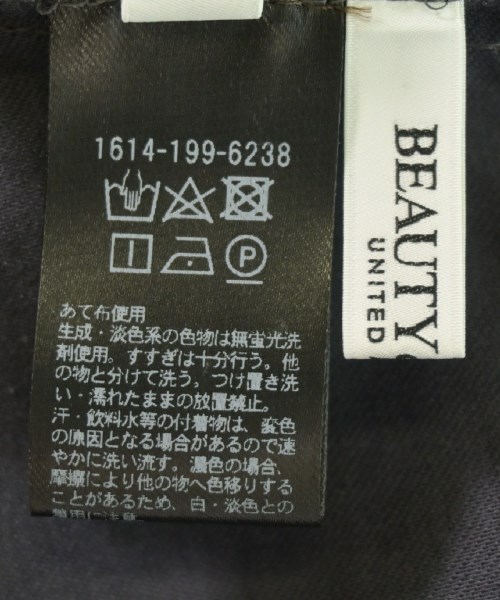 1614-199-6238
P
あて布使用
生成・淡色系の色物は無蛍光洗
剤使用。すすぎは十分行う。他
の物と分けて洗う。つけ置き洗
い・濡れたままの放置禁止。
汗・飲料水等の付着物は、変色
の原因となる場合があるので速
やかに洗い流す。濃色の場合、
摩擦により他の物へ色移りする
ことがあるため、白・淡色との
着用に注意
BEAUTY
UNITED